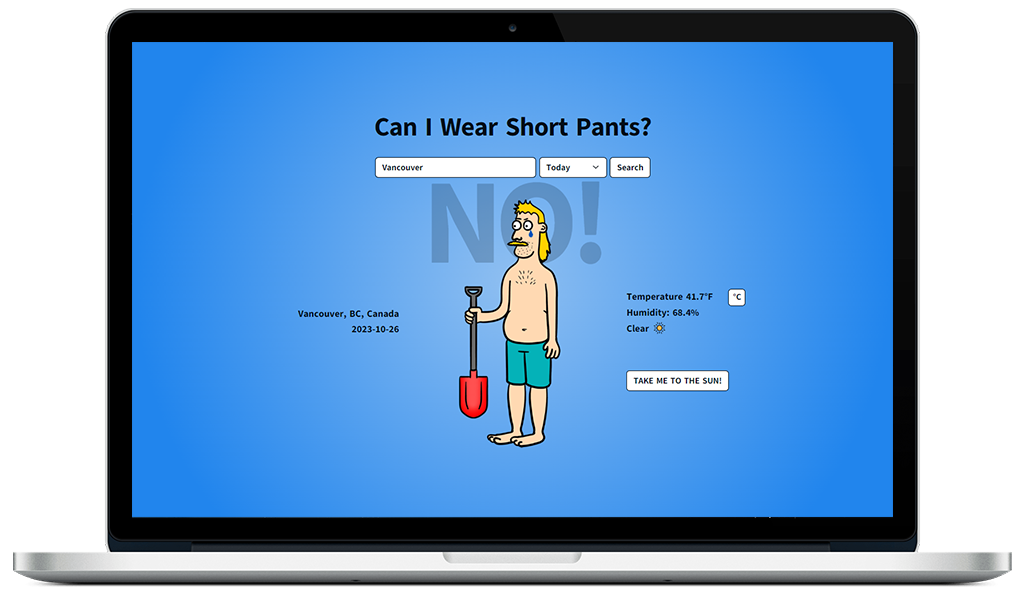 Can I Wear Short Pants?
Vancouver
Today
Search
NO!
Vancouver, BC, Canada
2023-10-26
Temperature 41.7°F
°C
Humidity: 68.4%
Clear
TAKE ME TO THE SUN!